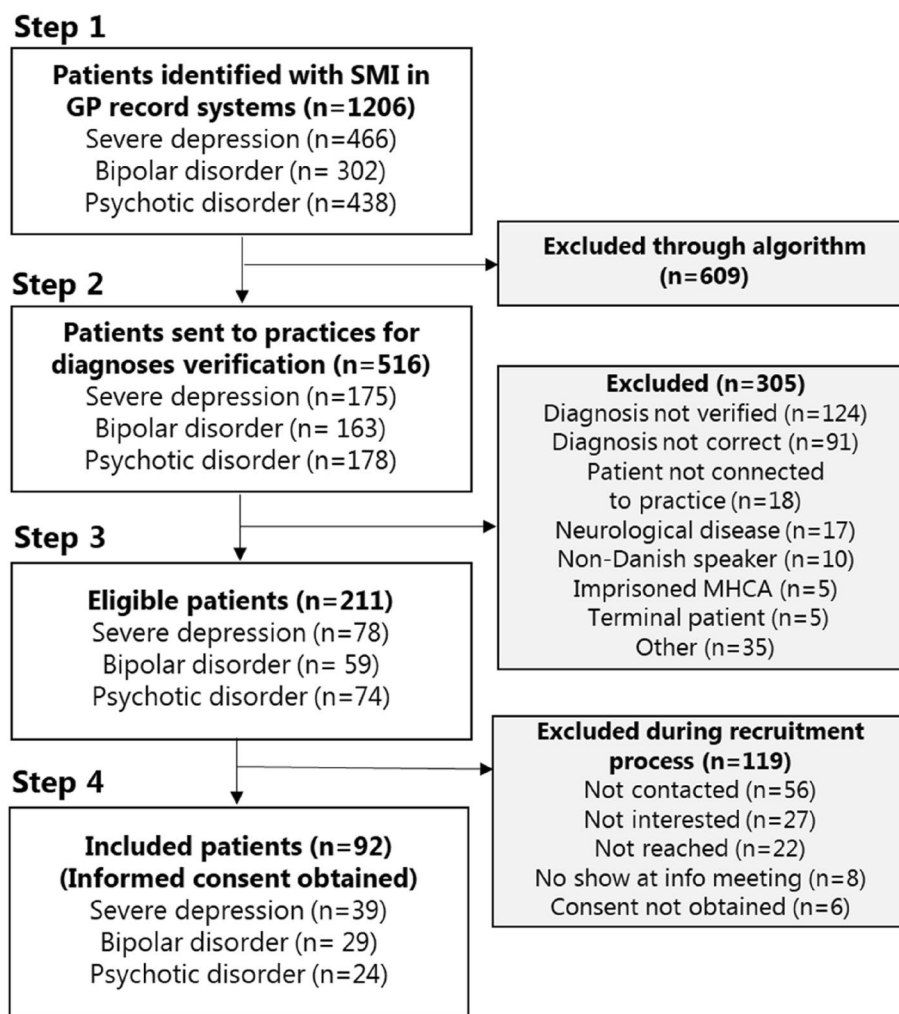 Step 1
Patients identified with SMI in
GP record systems (n=1206)
Severe depression (n=466)
Bipolar disorder (n= 302)
Psychotic disorder (n=438)
Excluded through algorithm
(n=609)
Step 2
Patients sent to practices for
diagnoses verification (n=516)
Severe depression (n=175)
Bipolar disorder (n= 163)
Psychotic disorder (n=178)
Excluded (n=305)
Diagnosis not verified (n=124)
Diagnosis not correct (n=91)
Patient not connected
to practice (n=18)
Neurological disease (n=17)
Non-Danish speaker (n=10)
Imprisoned MHCA (n=5)
Terminal patient (n=5)
Other (n=35)
Step 3
Eligible patients (n=211)
Severe depression (n=78)
Bipolar disorder (n= 59)
Psychotic disorder (n=74)
Excluded during recruitment
process (n=119)
Not contacted (n=56)
Not interested (n=27)
Not reached (n=22)
No show at info meeting (n=8)
Consent not obtained (n=6)
Step 4
Included patients (n=92)
(Informed consent obtained)
Severe depression (n=39)
Bipolar disorder (n= 29)
Psychotic disorder (n=24)